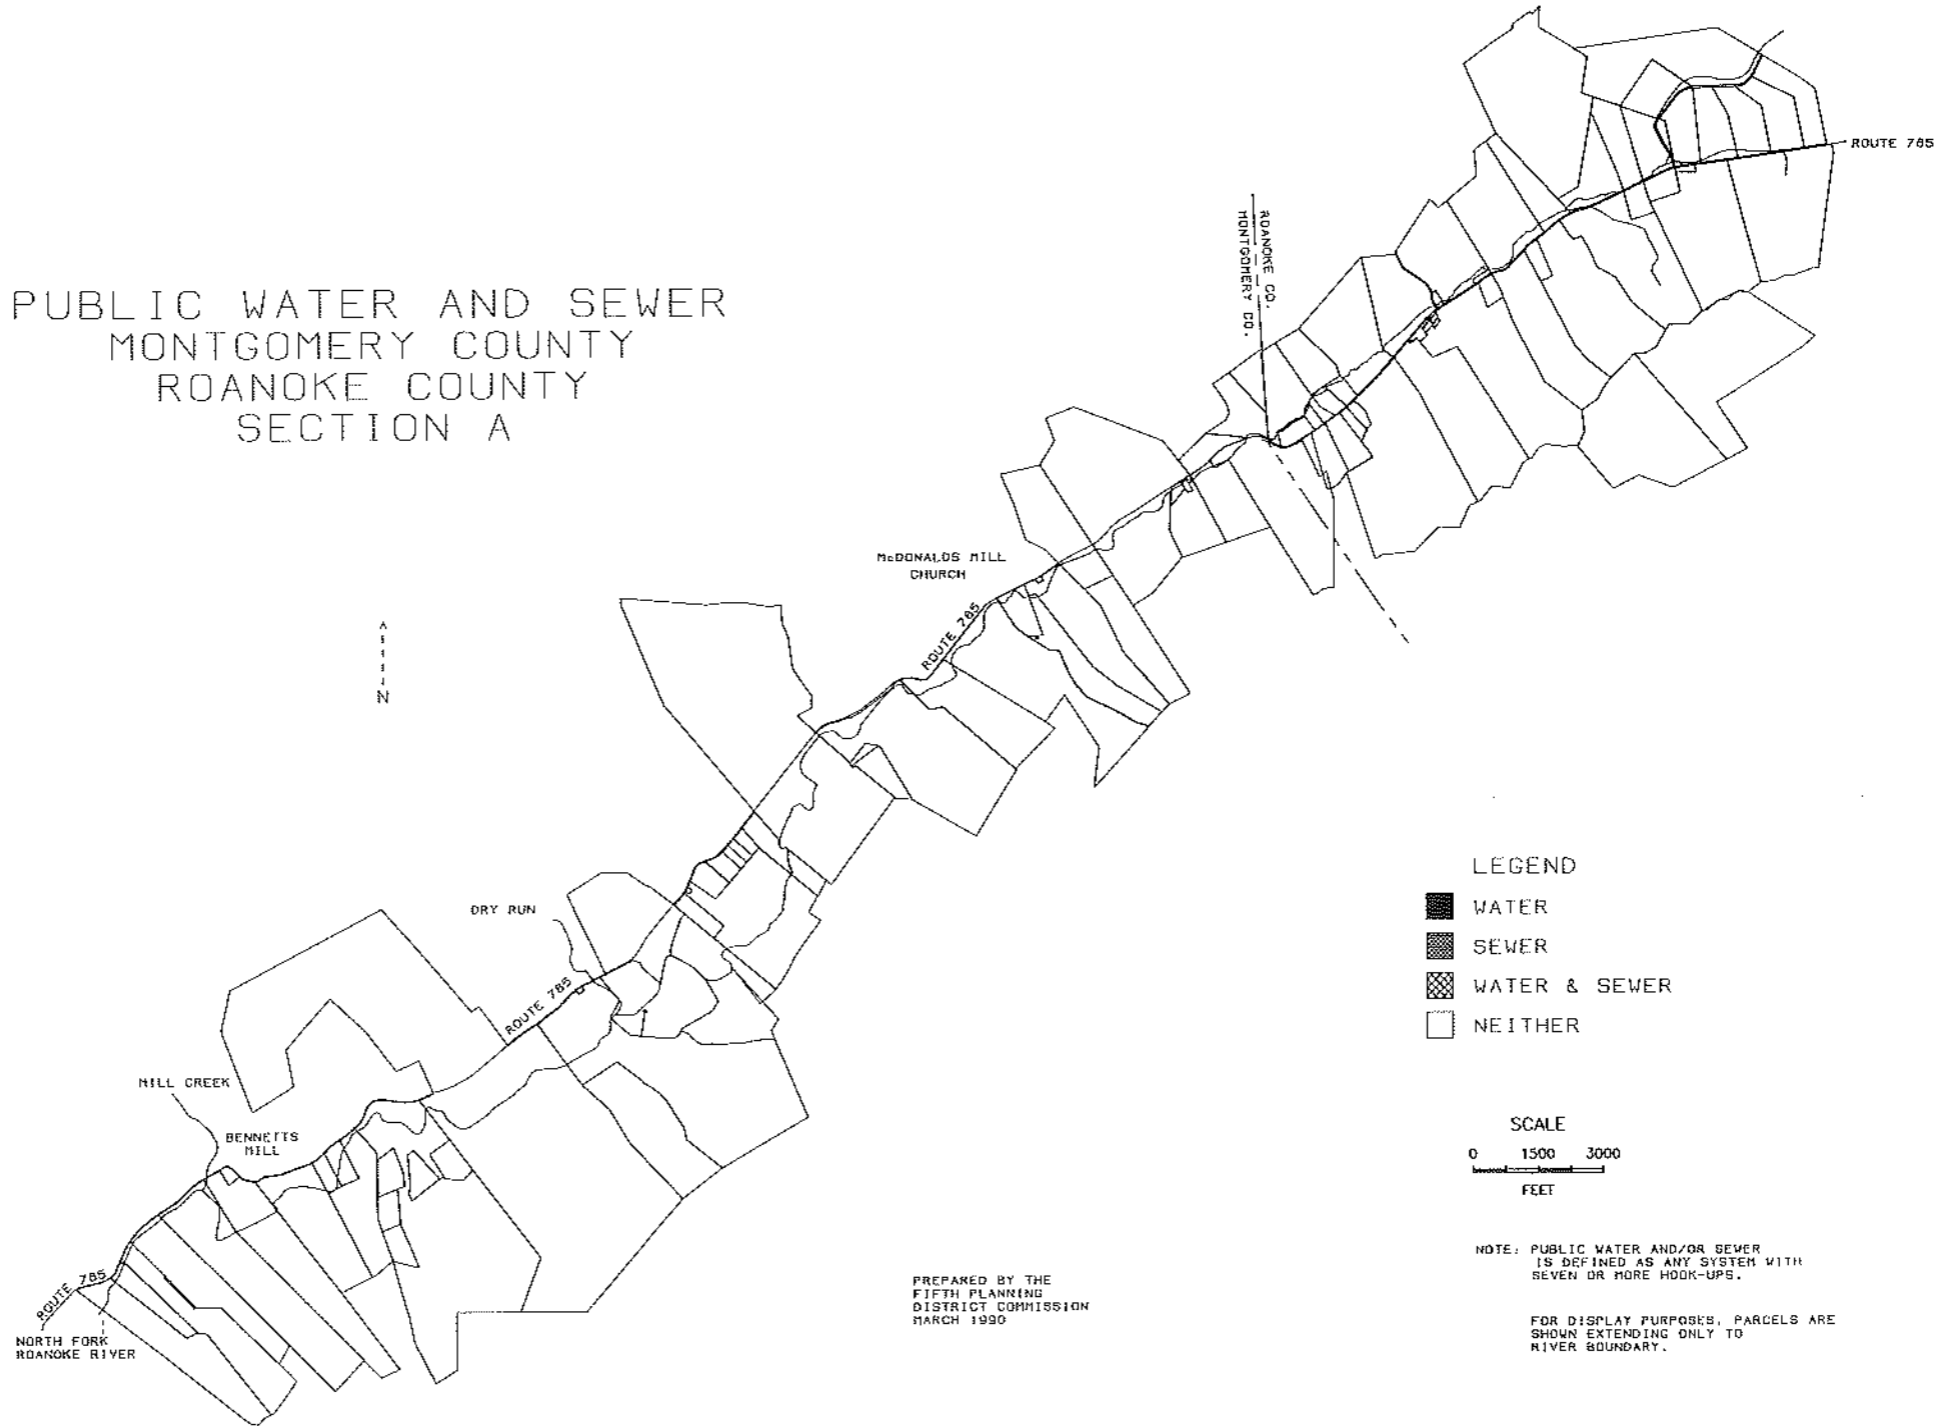 PUBLIC WATER AND SEWER
MONTGOMERY COUNTY
ROANOKE COUNTY
SECTION A
ROUTE 785
ROANOKE CO.
MONTGOMERY CO.
McDONALDS MILL
CHURCH
ROUTE 785
N
DRY RUN
ROUTE 785
MILL CREEK
BENNETTS
MILL
ROUTE 785
NORTH FORK
ROANOKE RIVER
LEGEND
WATER
SEWER
WATER & SEWER
NEITHER
SCALE
0 1500 3000
FEET
NOTE: PUBLIC WATER AND/OR SEWER
IS DEFINED AS ANY SYSTEM WITH
SEVEN OR MORE HOOK-UPS.
FOR DISPLAY PURPOSES, PARCELS ARE
SHOWN EXTENDING ONLY TO
RIVER BOUNDARY.
PREPARED BY THE
FIFTH PLANNING
DISTRICT COMMISSION
MARCH 1990